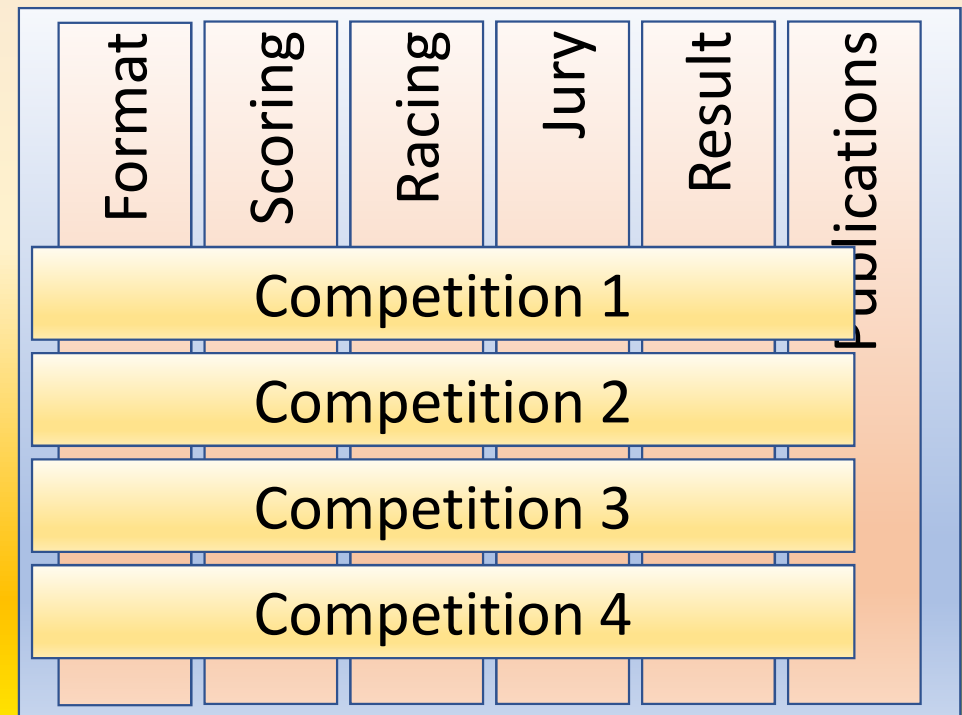 Format
Scoring
Racing
Jury
Result
Publications
Competition 1
Competition 2
Competition 3
Competition 4